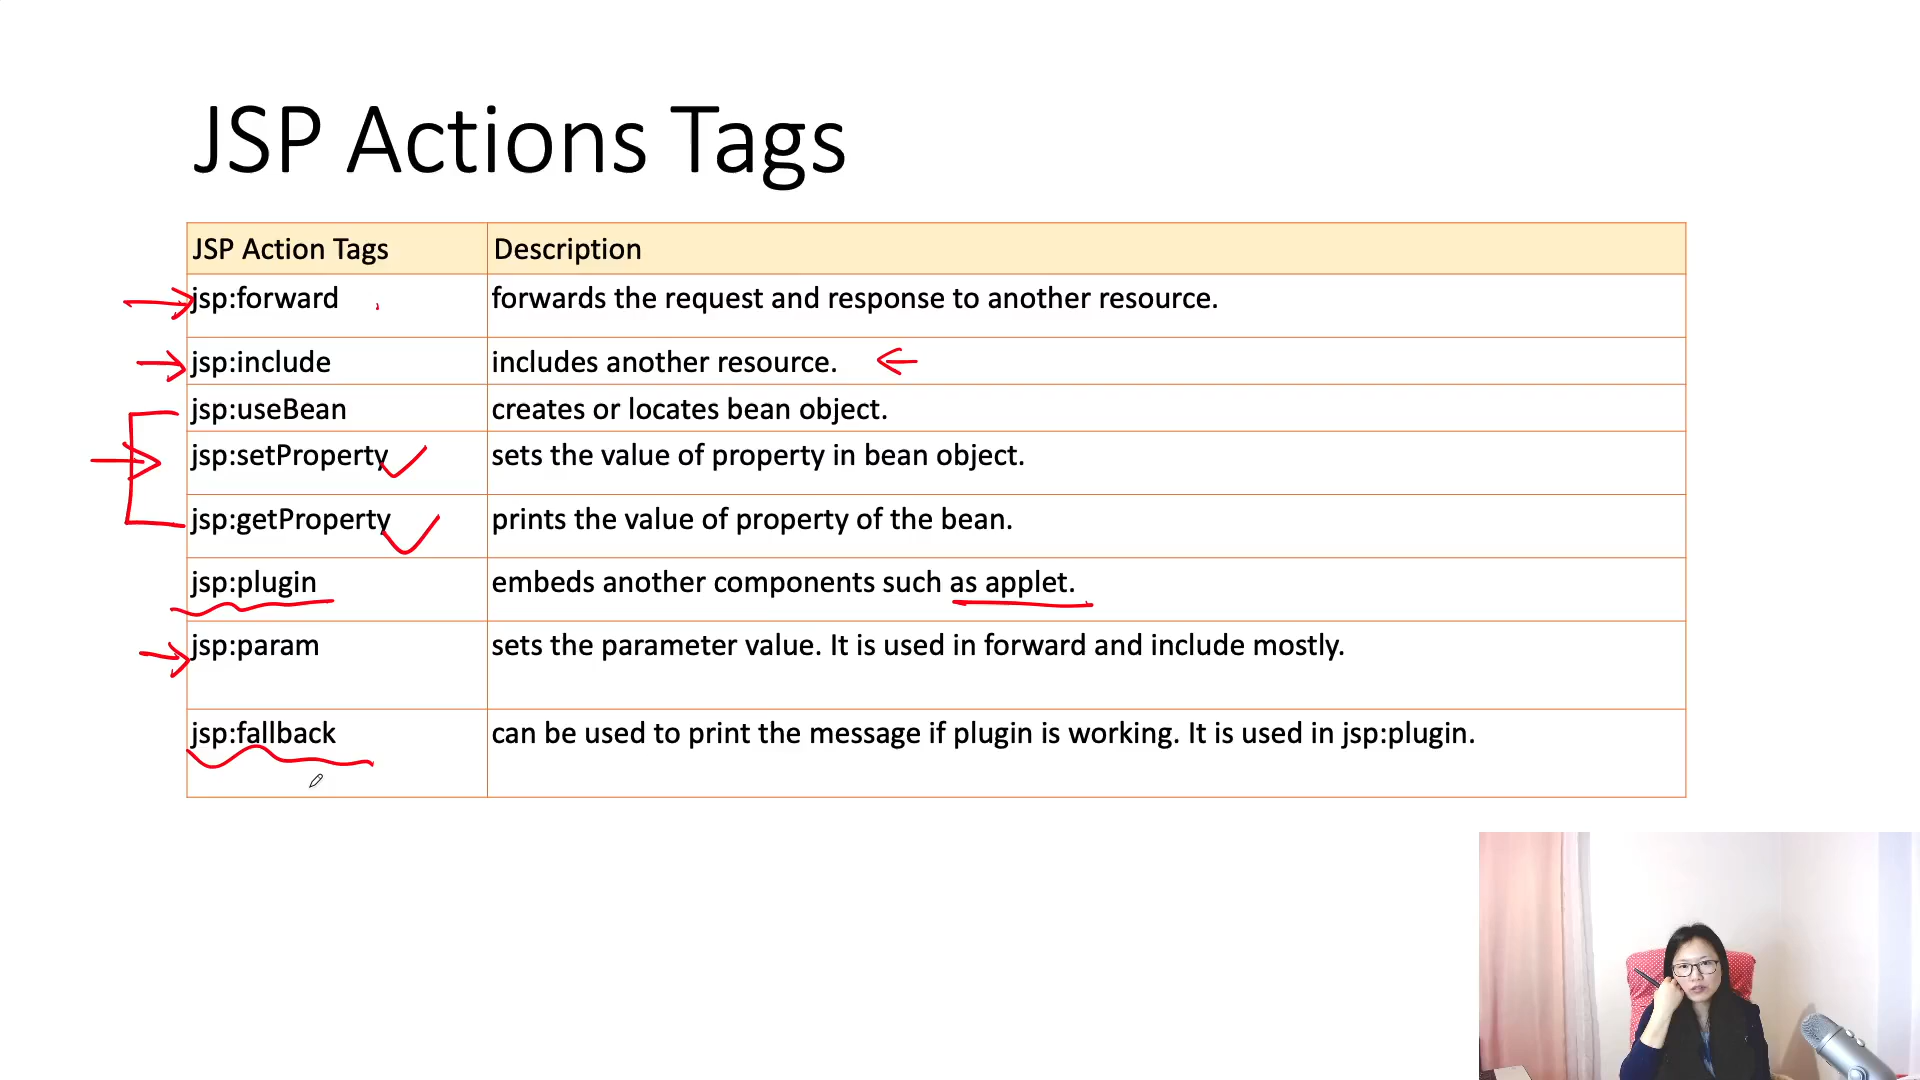 JSP Actions Tags
JSP Action Tags Description
jsp:forward forwards the request and response to another resource.
jsp:include includes another resource.
jsp:useBean creates or locates bean object.
jsp:setProperty sets the value of property in bean object.
jsp:getProperty prints the value of property of the bean.
jsp:plugin embeds another components such as applet.
jsp:param sets the parameter value. It is used in forward and include mostly.
jsp:fallback can be used to print the message if plugin is working. It is used in jsp:plugin.